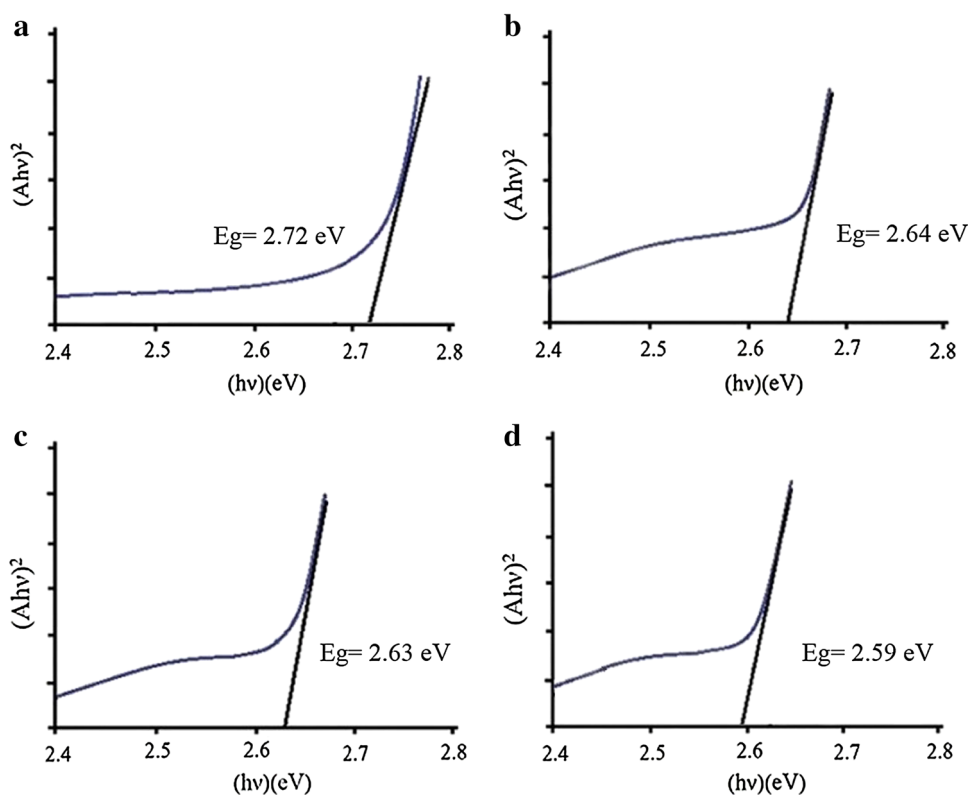 a
(Ahν)²
Eg= 2.72 eV
2.4 2.5 2.6 2.7 2.8
(hν)(eV)
b
(Ahν)²
Eg= 2.64 eV
2.4 2.5 2.6 2.7 2.8
(hν)(eV)
c
(Ahν)²
Eg= 2.63 eV
2.4 2.5 2.6 2.7 2.8
(hν)(eV)
d
(Ahν)²
Eg= 2.59 eV
2.4 2.5 2.6 2.7 2.8
(hν)(eV)